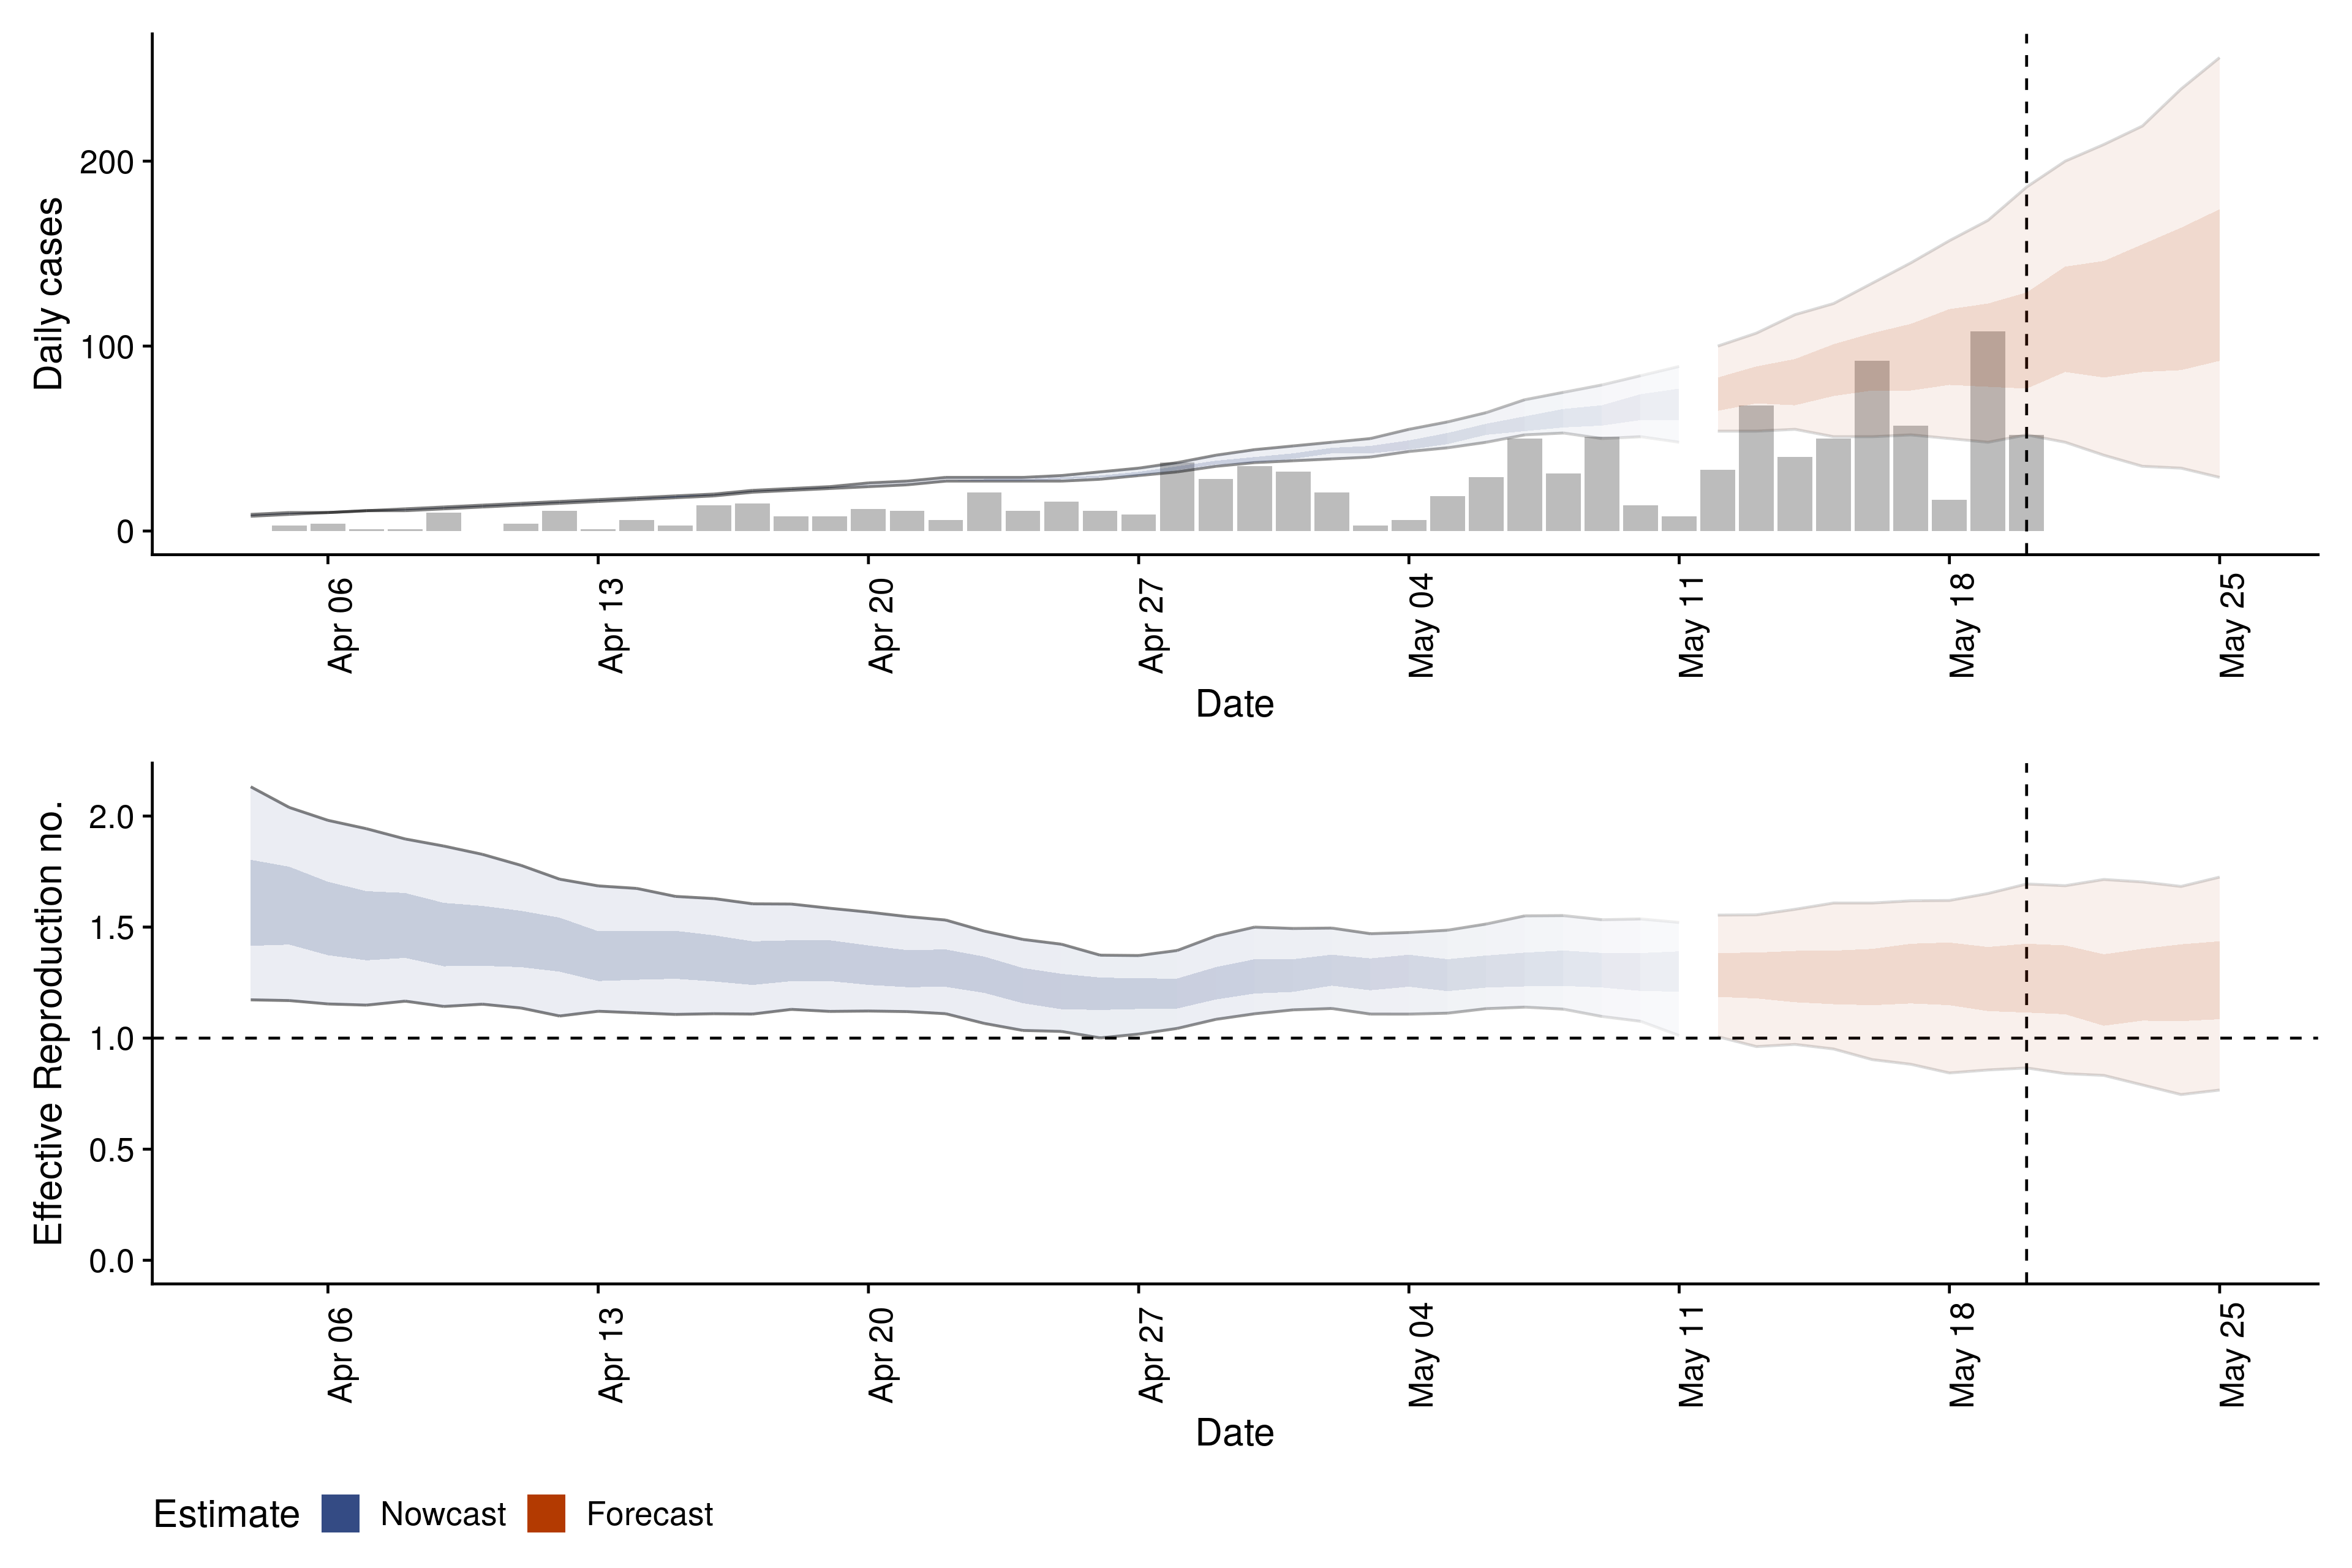 Daily cases
200
100
0
Apr 06
Apr 13
Apr 20
Apr 27
May 04
May 11
May 18
May 25
Date
Effective Reproduction no.
2.0
1.5
1.0
0.5
0.0
Apr 06
Apr 13
Apr 20
Apr 27
May 04
May 11
May 18
May 25
Date
Estimate Nowcast Forecast